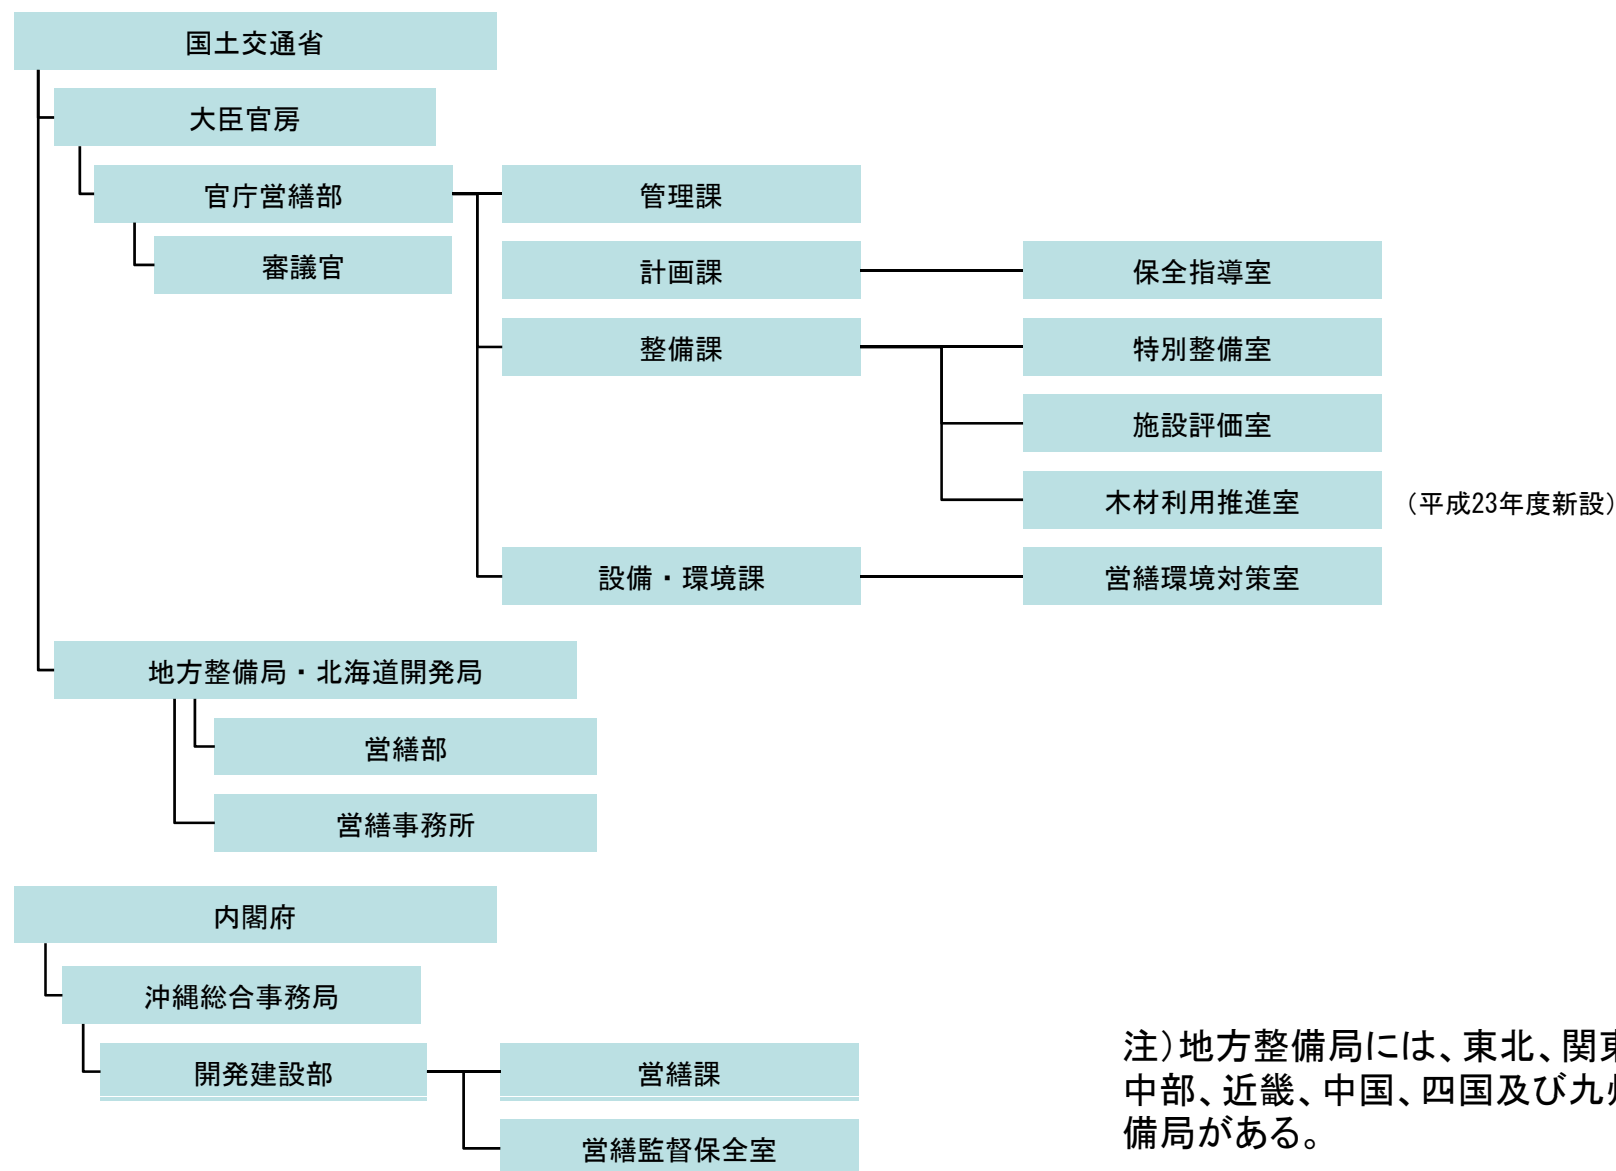 国土交通省
大臣官房
官庁営繕部
管理課
審議官
計画課
保全指導室
整備課
特別整備室
施設評価室
木材利用推進室
（平成23年度新設）
設備・環境課
営繕環境対策室
地方整備局・北海道開発局
営繕部
営繕事務所
内閣府
沖縄総合事務局
開発建設部
営繕課
営繕監督保全室
注）地方整備局には、東北、関
中部、近畿、中国、四国及び九
備局がある。